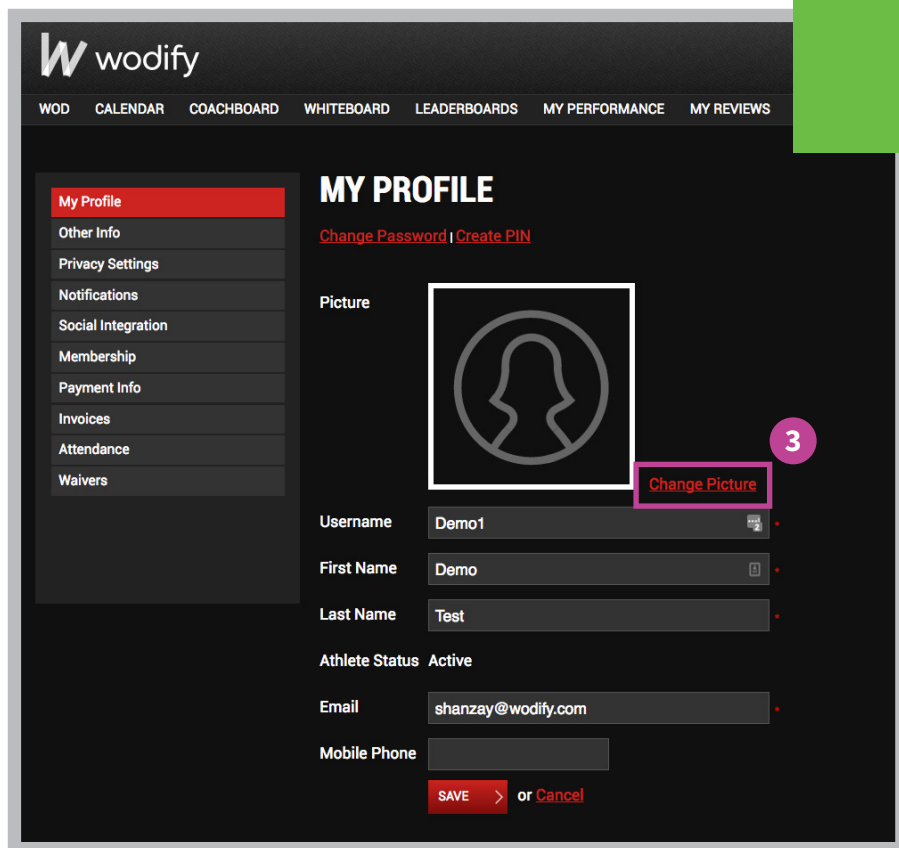 wodify
WOD CALENDAR COACHBOARD WHITEBOARD LEADERBOARDS MY PERFORMANCE MY REVIEWS
My Profile
Other Info
Privacy Settings
Notifications
Social Integration
Membership
Payment Info
Invoices
Attendance
Waivers
MY PROFILE
Change Password | Create PIN
Picture
3
Change Picture
Username Demo1 *
First Name Demo *
Last Name Test *
Athlete Status Active
Email shanzay@wodify.com *
Mobile Phone
SAVE > or Cancel